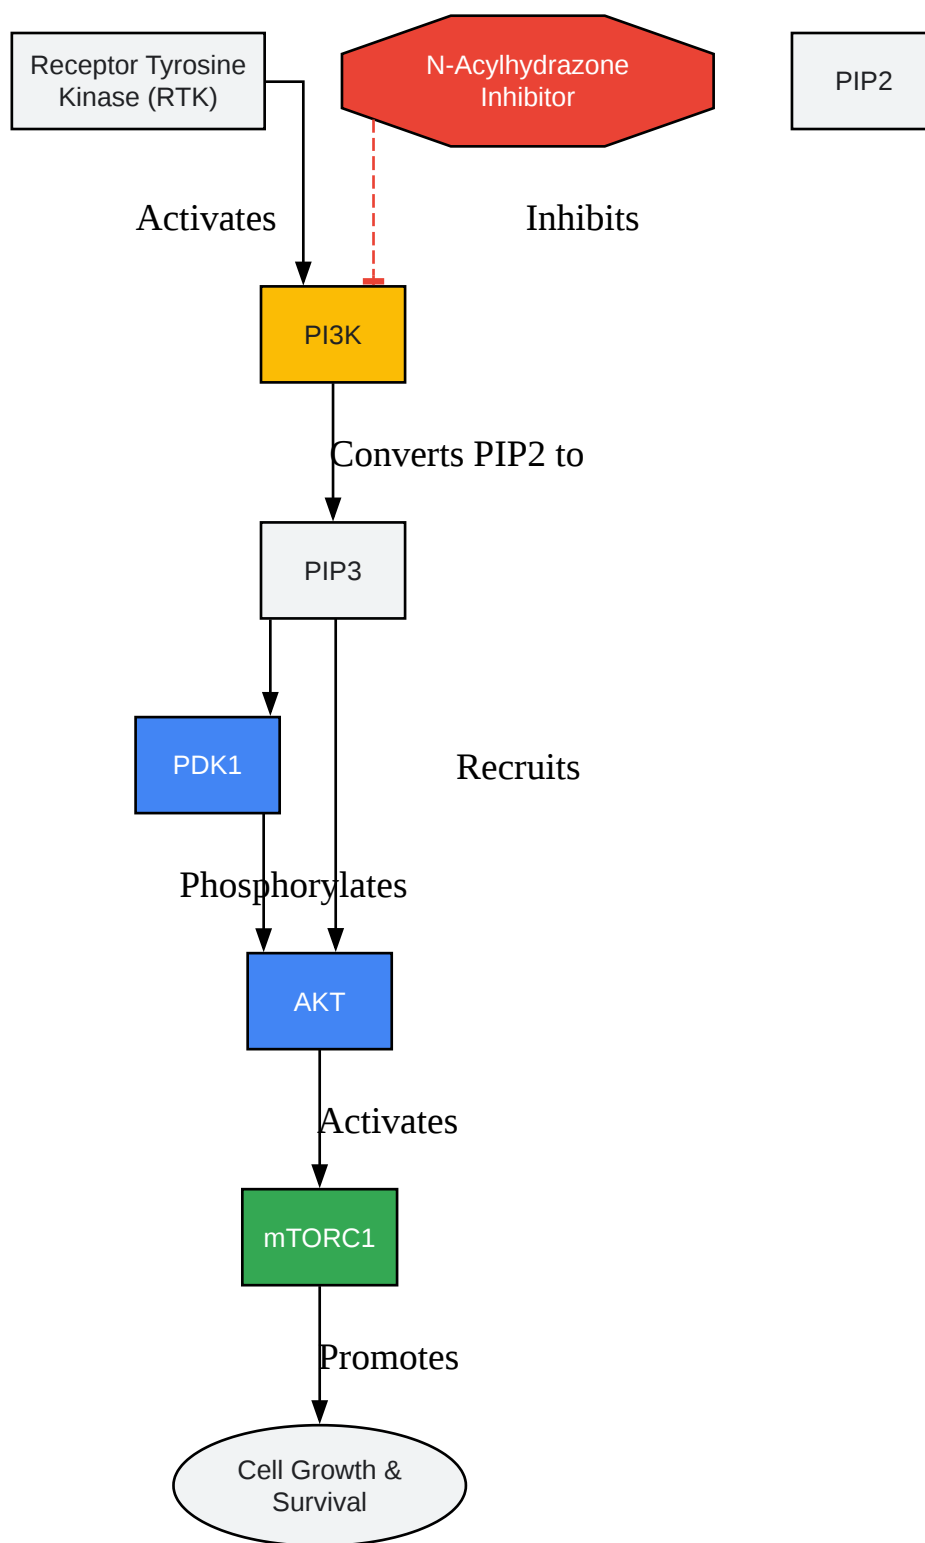 Receptor Tyrosine
Kinase (RTK)
N-Acylhydrazone
Inhibitor
PIP2
Activates
Inhibits
PI3K
Converts PIP2 to
PIP3
PDK1
Recruits
Phosphorylates
AKT
Activates
mTORC1
Promotes
Cell Growth &
Survival